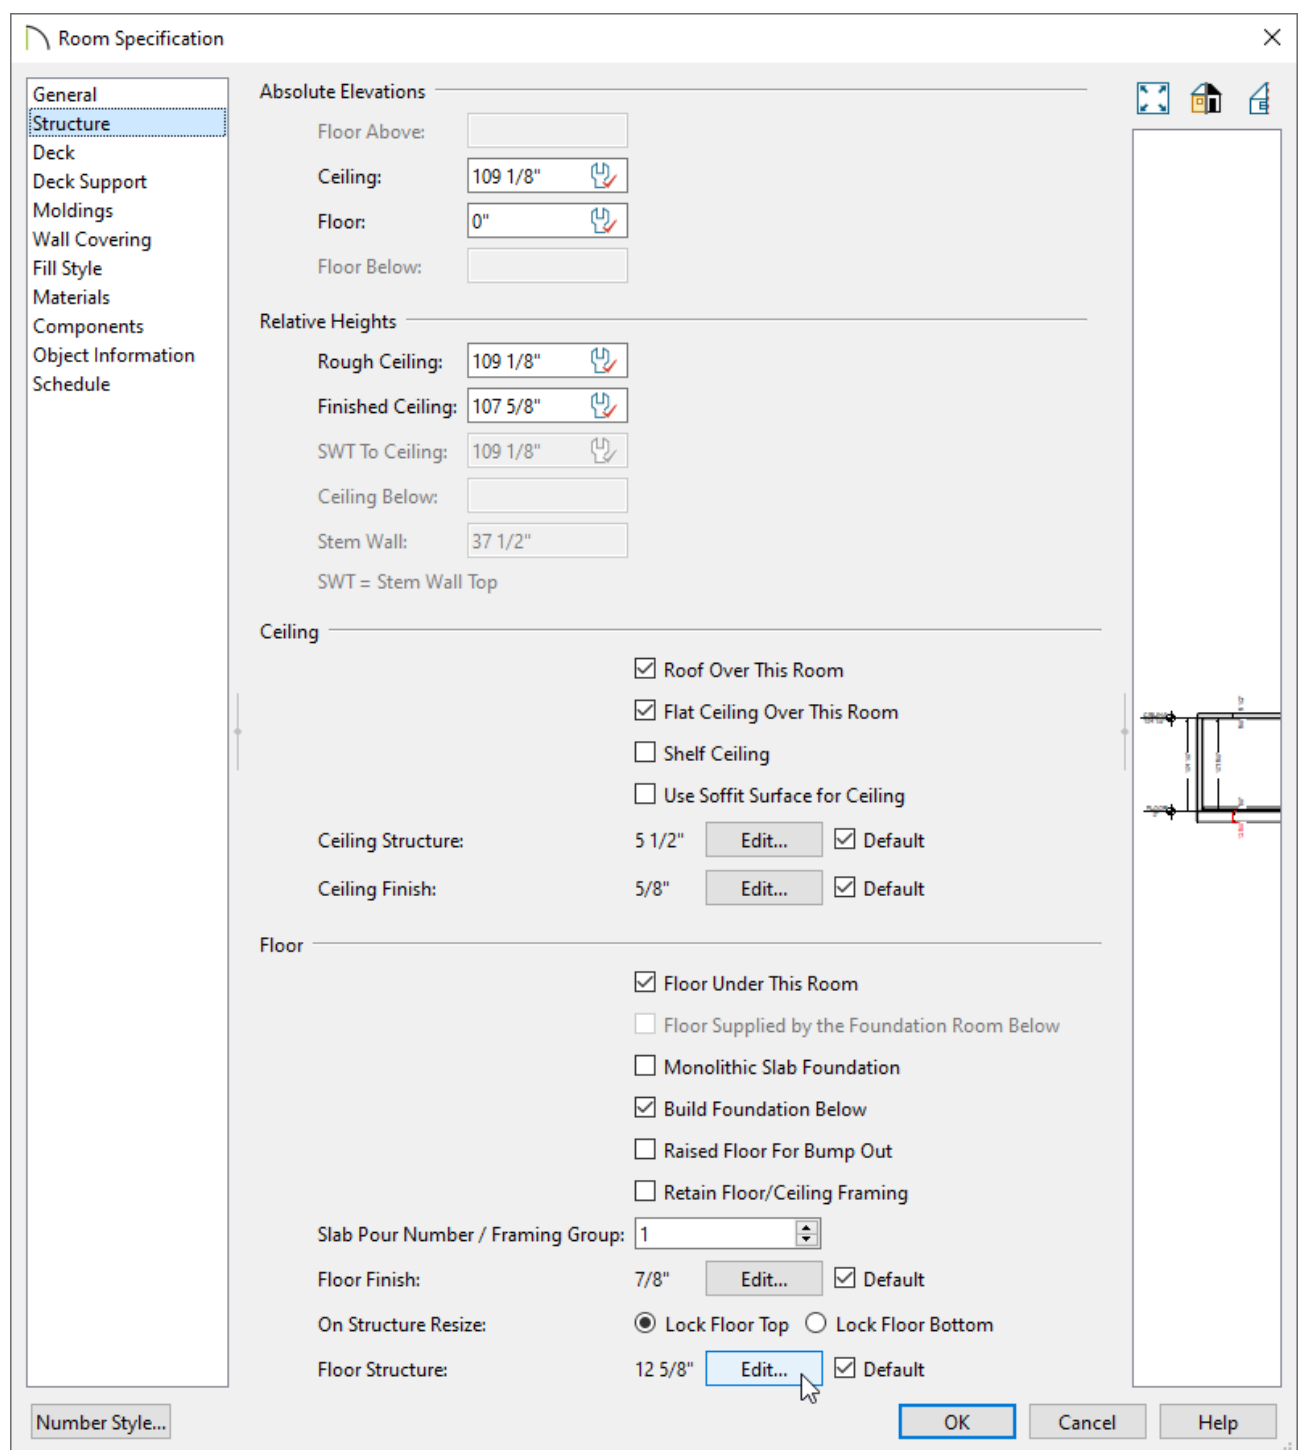 Room Specification
General
Structure
Deck
Deck Support
Moldings
Wall Covering
Fill Style
Materials
Components
Object Information
Schedule
Absolute Elevations
Floor Above:
Ceiling: 109 1/8"
Floor: 0"
Floor Below:
Relative Heights
Rough Ceiling: 109 1/8"
Finished Ceiling: 107 5/8"
SWT To Ceiling: 109 1/8"
Ceiling Below:
Stem Wall: 37 1/2"
SWT = Stem Wall Top
Ceiling
Roof Over This Room
Flat Ceiling Over This Room
Shelf Ceiling
Use Soffit Surface for Ceiling
Ceiling Structure: 5 1/2" Edit... Default
Ceiling Finish: 5/8" Edit... Default
Floor
Floor Under This Room
Floor Supplied by the Foundation Room Below
Monolithic Slab Foundation
Build Foundation Below
Raised Floor For Bump Out
Retain Floor/Ceiling Framing
Slab Pour Number / Framing Group: 1
Floor Finish: 7/8" Edit... Default
On Structure Resize: Lock Floor Top Lock Floor Bottom
Floor Structure: 12 5/8" Edit... Default
Number Style... OK Cancel Help